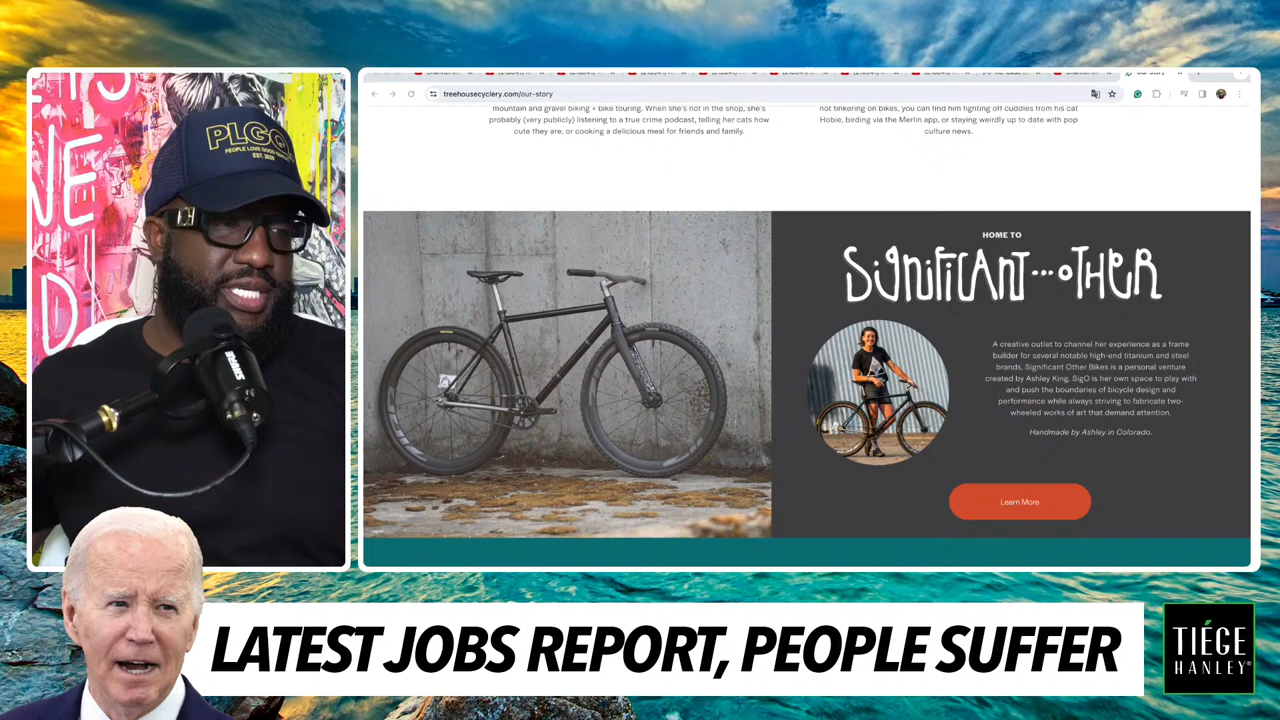 treehousecyclery.com/our-story
mountain and gravel biking + bike touring. When she's not in the shop, she's
probably (very publicly) listening to a true crime podcast, telling her cats how
cute they are, or cooking a delicious meal for friends and family.
not tinkering on bikes, you can find him fighting off cuddles from his cat
Hobie, birding via the Merlin app, or staying weirdly up to date with pop
culture news.
PEOPLE LOVE GOOD
EST. 2020
SHURE
HOME TO
SIGNIFICANT OTHER
A creative outlet to channel her experience as a frame
builder for several notable high-end titanium and steel
brands, Significant Other Bikes is a personal venture
created by Ashley King. SigO is her own space to play with
and push the boundaries of bicycle design and
performance while always striving to fabricate two-
wheeled works of art that demand attention.
Handmade by Ashley in Colorado.
Learn More
LATEST JOBS REPORT, PEOPLE SUFFER
TIÉGE
HANLEY®